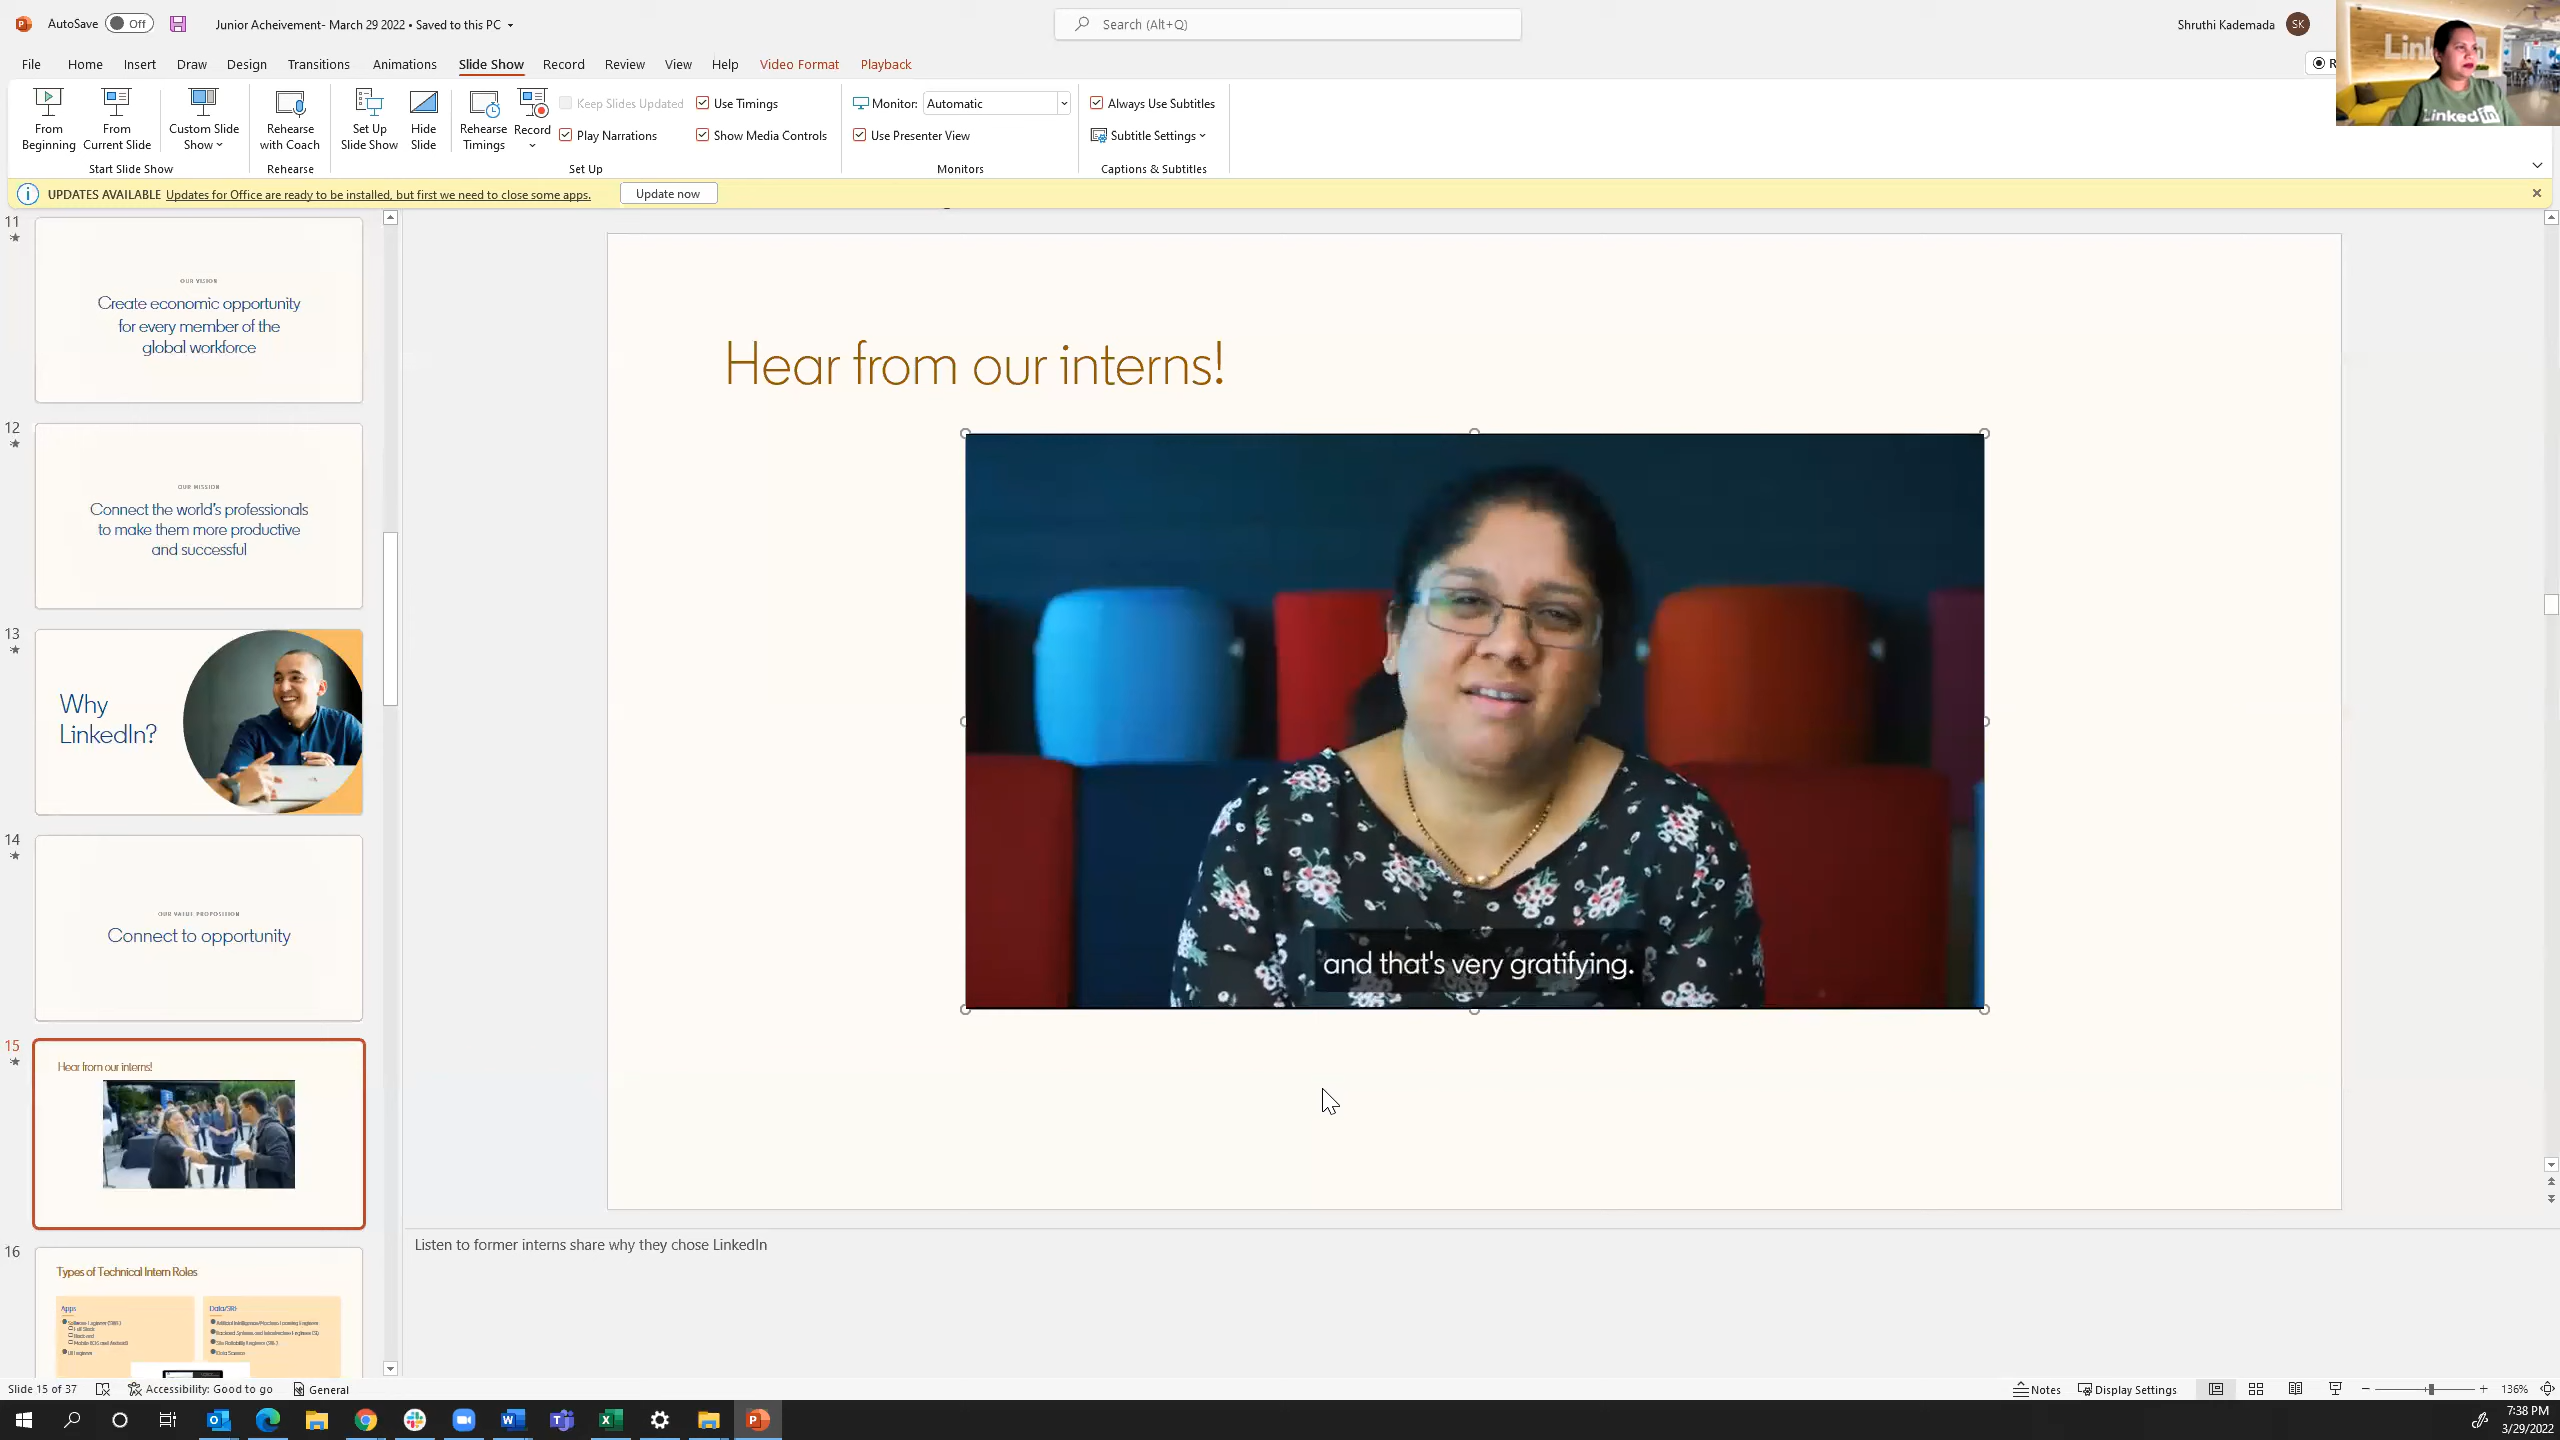 AutoSave Off
Junior Acheivement- March 29 2022 • Saved to this PC
Search (Alt+Q)
Shruthi Kademada SK
File Home Insert Draw Design Transitions Animations Slide Show Record Review View Help Video Format Playback
From Beginning
From Current Slide
Custom Slide Show
Rehearse with Coach
Set Up Slide Show
Hide Slide
Rehearse Timings
Record
Keep Slides Updated
Play Narrations
Use Timings
Show Media Controls
Monitor: Automatic
Use Presenter View
Always Use Subtitles
Subtitle Settings
Start Slide Show
Rehearse
Set Up
Monitors
Captions & Subtitles
UPDATES AVAILABLE Updates for Office are ready to be installed, but first we need to close some apps. Update now
11
OUR VISION
Create economic opportunity
for every member of the
global workforce
12
OUR MISSION
Connect the world's professionals
to make them more productive
and successful
13
Why
LinkedIn?
14
OUR VALUE PROPOSITION
Connect to opportunity
15
Hear from our interns!
16
Types of Technical Intern Roles
Apps
Hear from our interns!
and that's very gratifying.
Linked in
Listen to former interns share why they chose LinkedIn
Slide 15 of 37
Accessibility: Good to go
General
Notes
Display Settings
136%
7:38 PM
3/29/2022